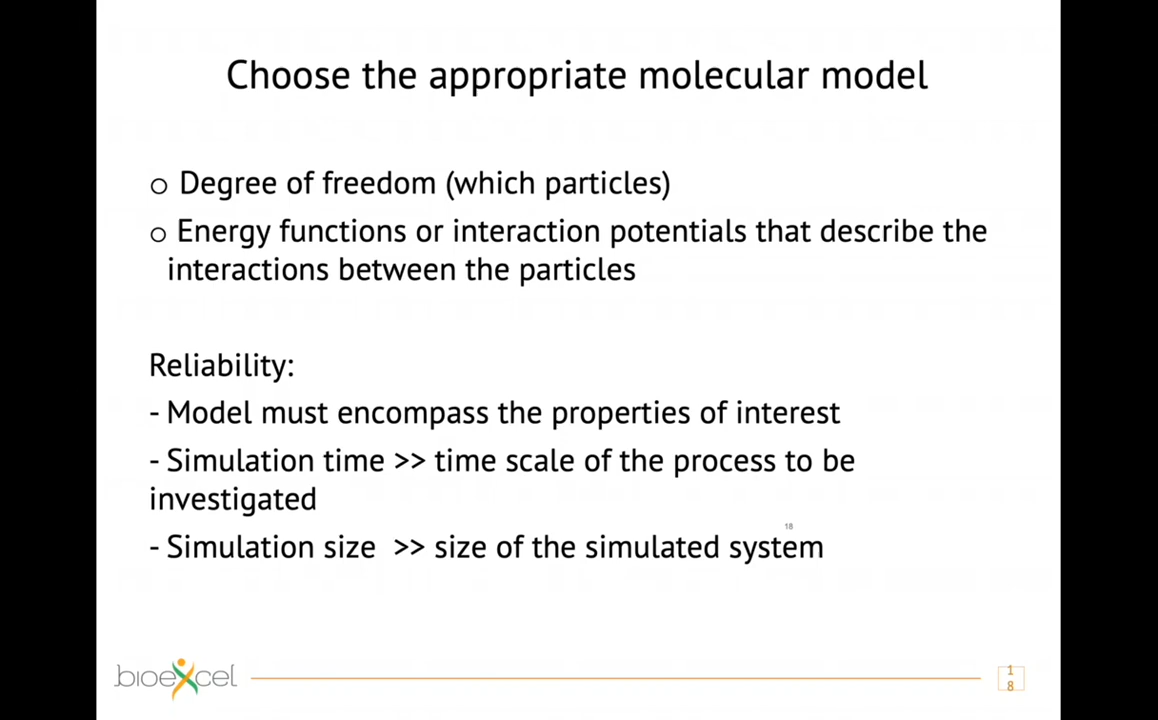 Choose the appropriate molecular model
o Degree of freedom (which particles)
o Energy functions or interaction potentials that describe the
interactions between the particles
Reliability:
- Model must encompass the properties of interest
- Simulation time >> time scale of the process to be
investigated
18
- Simulation size >> size of the simulated system
bioexcel
1
8